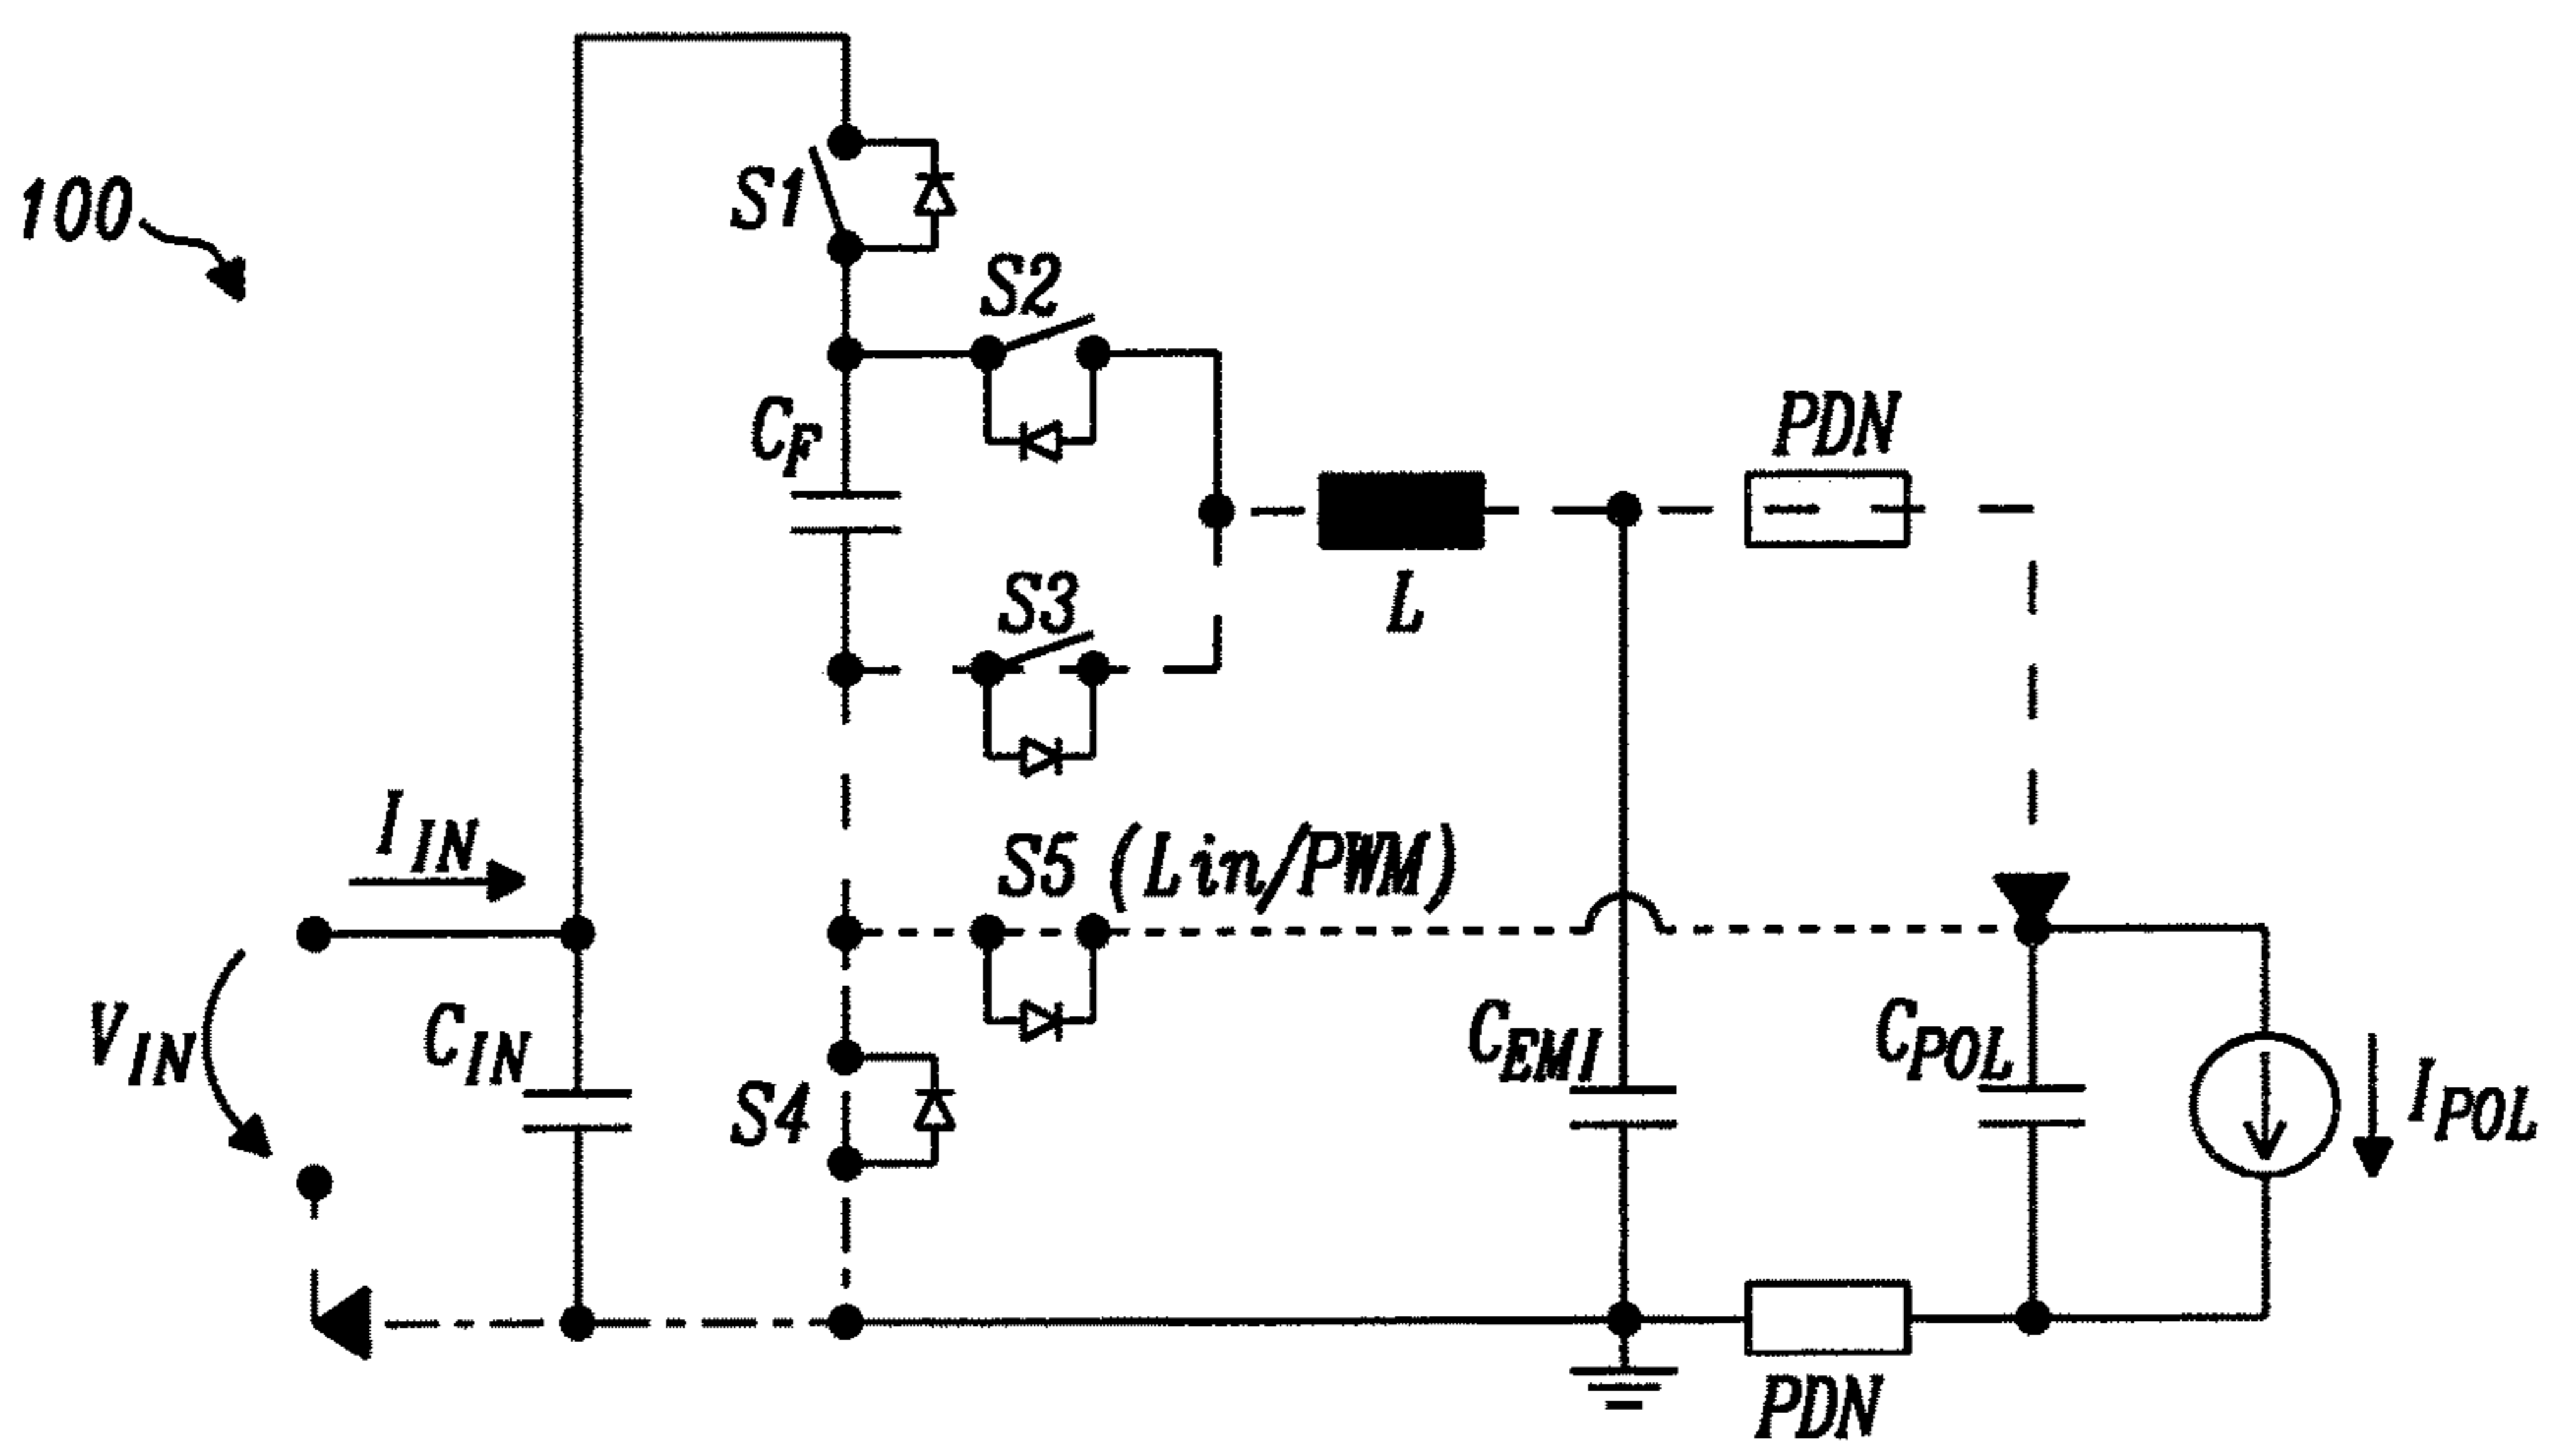 100
S1
S2
C_F
PDN
L
S3
I_IN
S5 (Lin/PWM)
V_IN
C_IN
S4
C_EMI
C_POL
I_POL
PDN